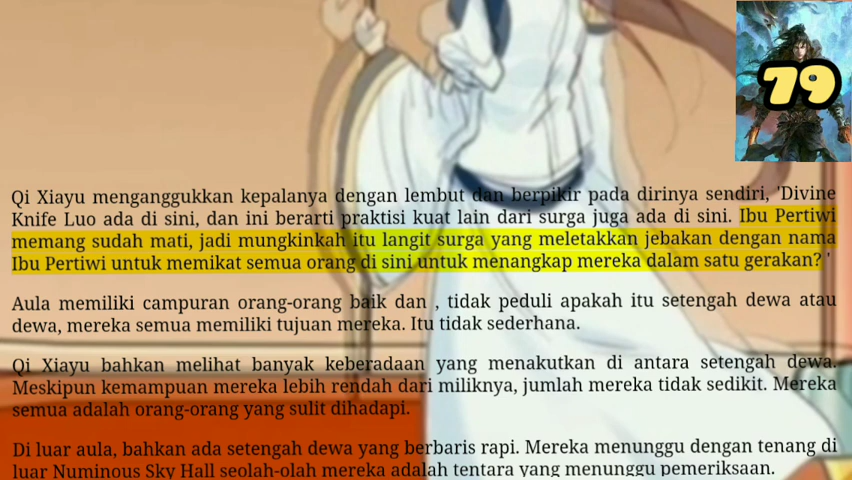 79
Qi Xiayu menganggukkan kepalanya dengan lembut dan berpikir pada dirinya sendiri, 'Divine
Knife Luo ada di sini, dan ini berarti praktisi kuat lain dari surga juga ada di sini. Ibu Pertiwi
memang sudah mati, jadi mungkinkah itu langit surga yang meletakkan jebakan dengan nama
Ibu Pertiwi untuk memikat semua orang di sini untuk menangkap mereka dalam satu gerakan? '
Aula memiliki campuran orang-orang baik dan , tidak peduli apakah itu setengah dewa atau
dewa, mereka semua memiliki tujuan mereka. Itu tidak sederhana.
Qi Xiayu bahkan melihat banyak keberadaan yang menakutkan di antara setengah dewa.
Meskipun kemampuan mereka lebih rendah dari miliknya, jumlah mereka tidak sedikit. Mereka
semua adalah orang-orang yang sulit dihadapi.
Di luar aula, bahkan ada setengah dewa yang berbaris rapi. Mereka menunggu dengan tenang di
luar Numinous Sky Hall seolah-olah mereka adalah tentara yang menunggu pemeriksaan.